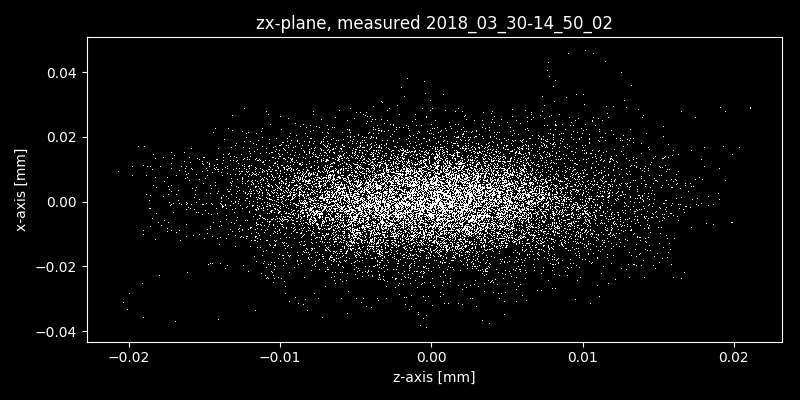 zx-plane, measured 2018_03_30-14_50_02
0.04
0.02
0.00
−0.02
−0.04
x-axis [mm]
−0.02 −0.01 0.00 0.01 0.02
z-axis [mm]